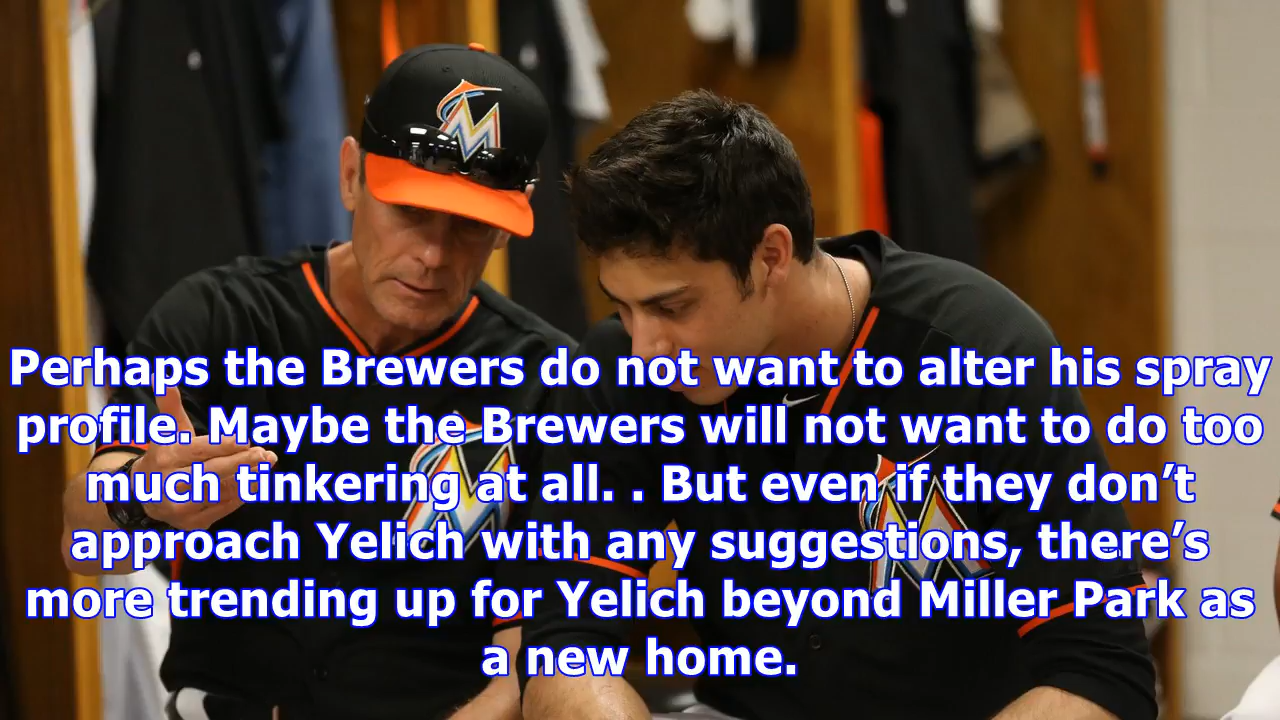 Perhaps the Brewers do not want to alter his spray
profile. Maybe the Brewers will not want to do too
much tinkering at all. . But even if they don’t
approach Yelich with any suggestions, there’s
more trending up for Yelich beyond Miller Park as
a new home.